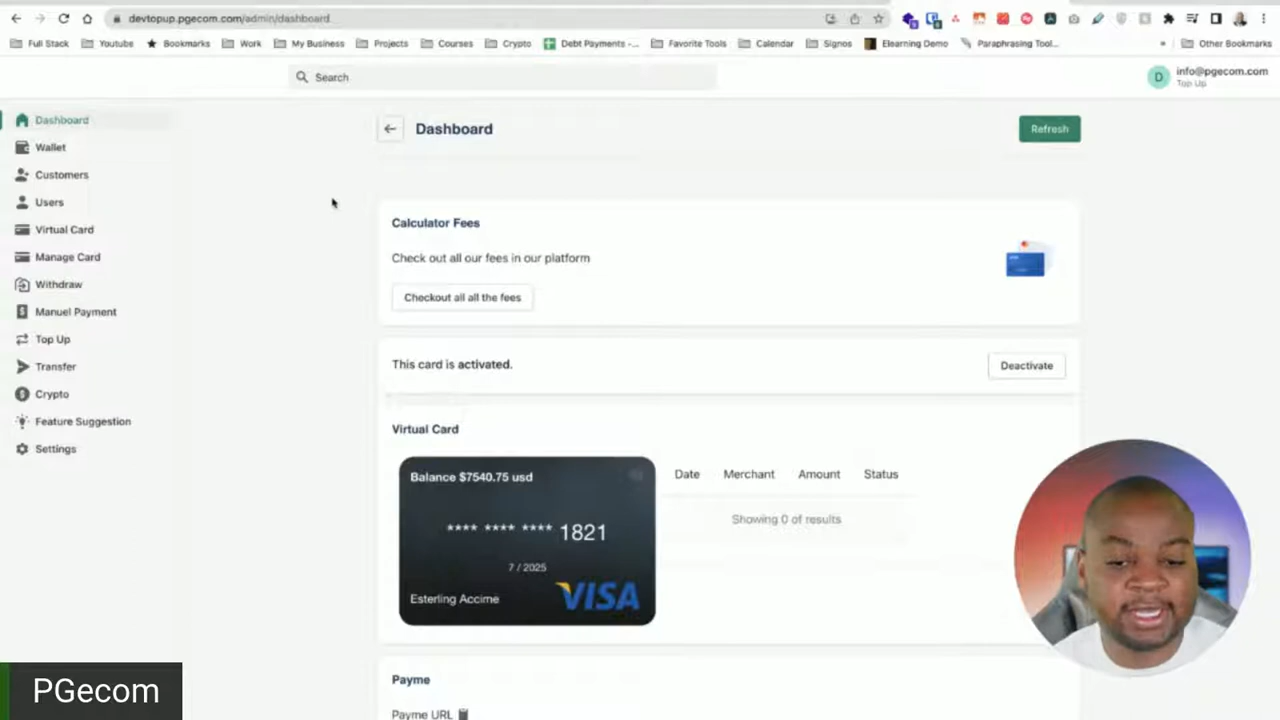 devtopup.pgecom.com/admin/dashboard
Full Stack
Youtube
Bookmarks
Work
My Business
Projects
Courses
Crypto
Debt Payments -...
Favorite Tools
Calendar
Signos
Elearning Demo
Paraphrasing Tool...
»
Other Bookmarks
Search
D
info@pgecom.com
Top Up
Dashboard
Wallet
Customers
Users
Virtual Card
Manage Card
Withdraw
Manuel Payment
Top Up
Transfer
Crypto
Feature Suggestion
Settings
Dashboard
Refresh
Calculator Fees
Check out all our fees in our platform
Checkout all all the fees
This card is activated.
Deactivate
Virtual Card
Balance $7540.75 usd
**** **** **** 1821
7 / 2025
Esterling Accime
VISA
Date Merchant Amount Status
Showing 0 of results
Payme
Payme URL
PGecom